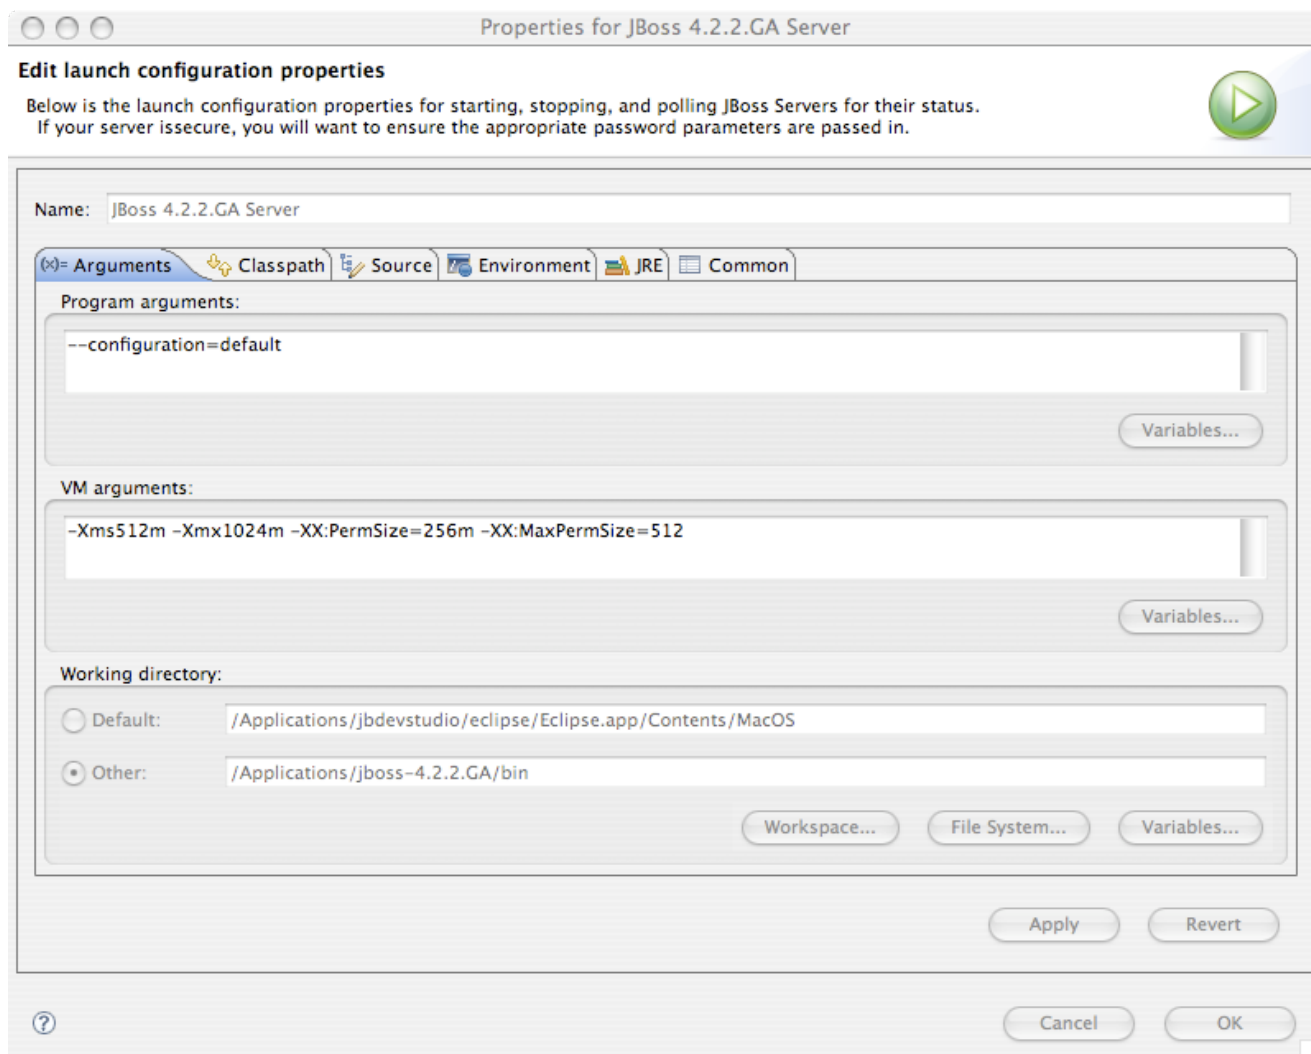 Properties for JBoss 4.2.2.GA Server
Edit launch configuration properties
Below is the launch configuration properties for starting, stopping, and polling JBoss Servers for their status.
If your server issecure, you will want to ensure the appropriate password parameters are passed in.
Name: JBoss 4.2.2.GA Server
(x)= Arguments Classpath Source Environment JRE Common
Program arguments:
--configuration=default
Variables...
VM arguments:
-Xms512m -Xmx1024m -XX:PermSize=256m -XX:MaxPermSize=512
Variables...
Working directory:
Default: /Applications/jbdevstudio/eclipse/Eclipse.app/Contents/MacOS
Other: /Applications/jboss-4.2.2.GA/bin
Workspace... File System... Variables...
Apply Revert
? Cancel OK